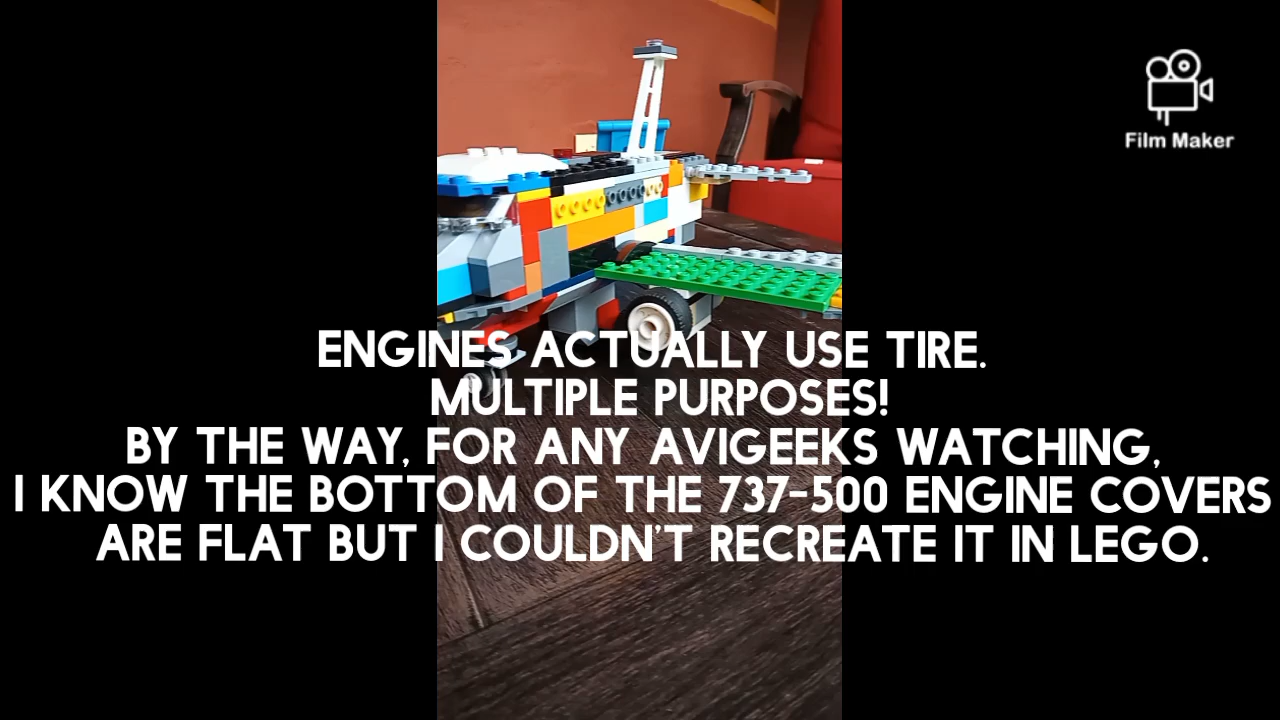 Film Maker
ENGINES ACTUALLY USE TIRE.
MULTIPLE PURPOSES!
BY THE WAY, FOR ANY AVIGEEKS WATCHING,
I KNOW THE BOTTOM OF THE 737-500 ENGINE COVERS
ARE FLAT BUT I COULDN'T RECREATE IT IN LEGO.